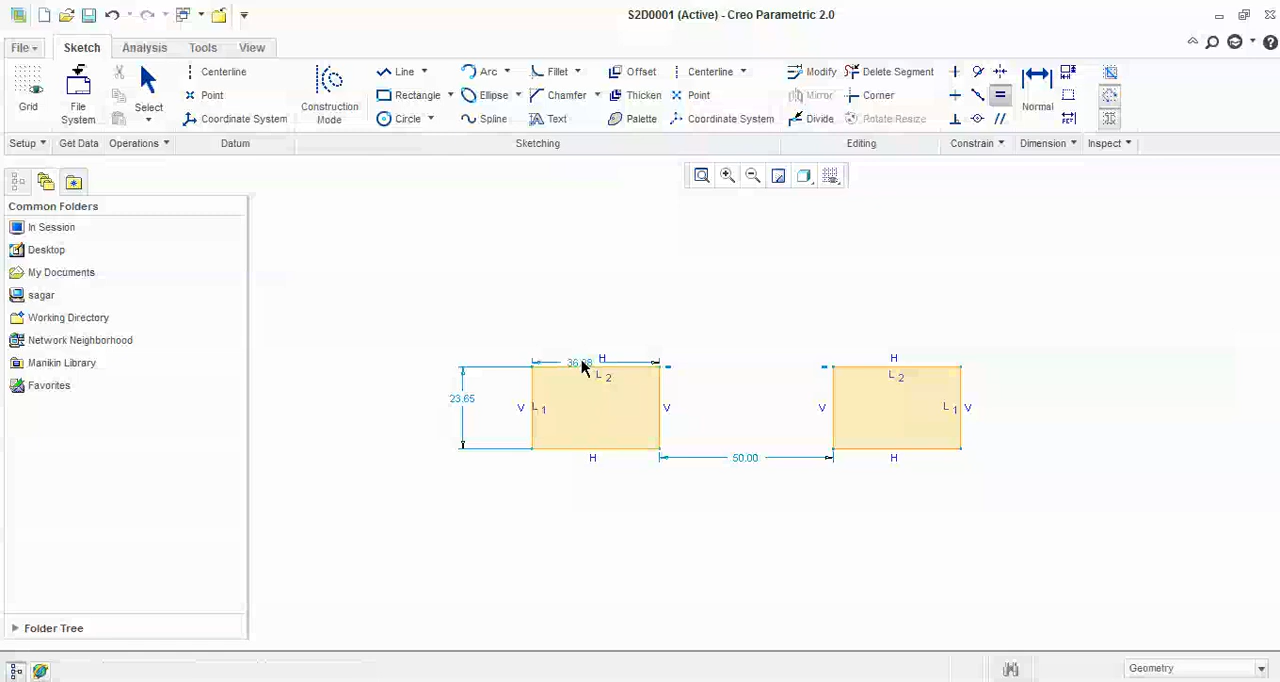 S2D0001 (Active) - Creo Parametric 2.0
File Sketch Analysis Tools View
Centerline Line Arc Fillet Offset Centerline Modify Delete Segment
Grid File System Select Point Construction Mode Rectangle Ellipse Chamfer Thicken Point Mirror Corner Normal
Coordinate System Circle Spline Text Palette Coordinate System Divide Rotate Resize
Setup Get Data Operations Datum Sketching Editing Constrain Dimension Inspect
Common Folders
In Session
Desktop
My Documents
sagar
Working Directory
Network Neighborhood
Manikin Library
Favorites
H H
L 2 L 2
23.65
V L 1 V V L 1 V
H 50.00 H
Folder Tree
Geometry